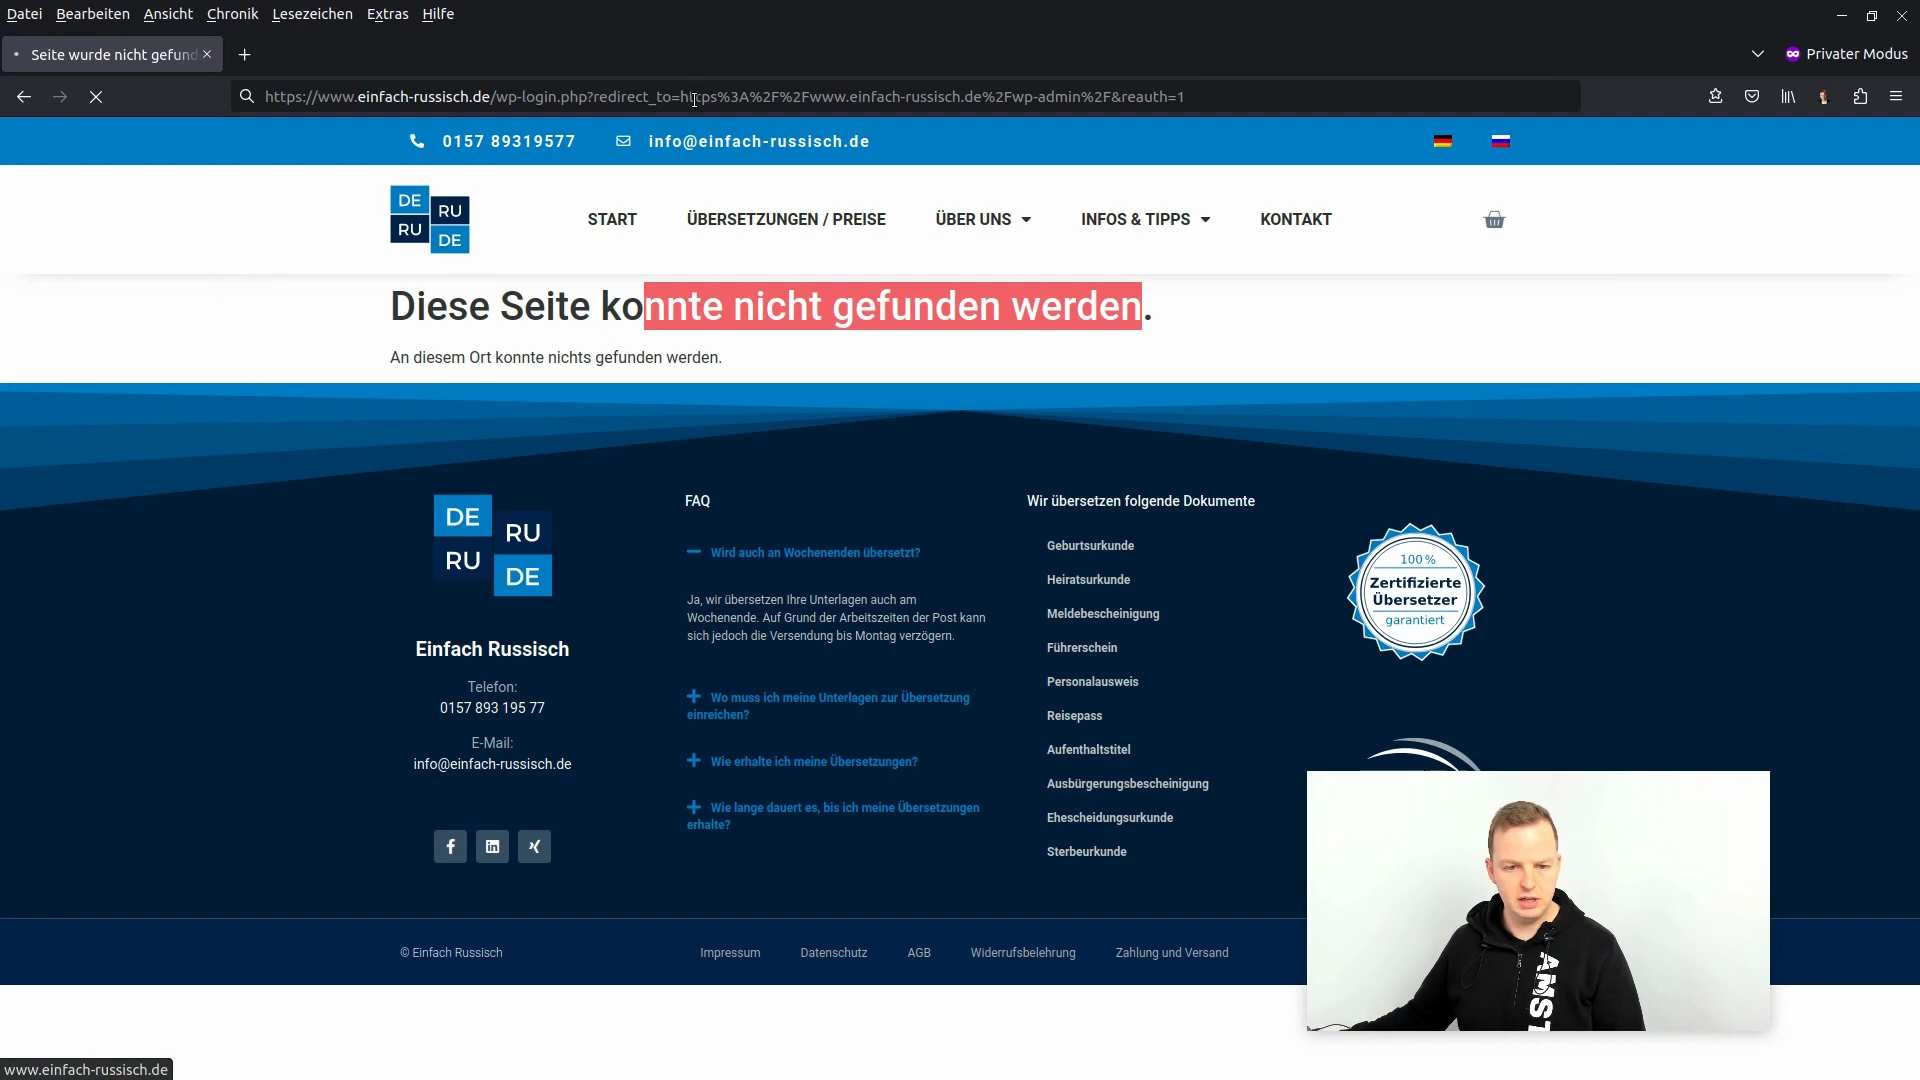 Datei Bearbeiten Ansicht Chronik Lesezeichen Extras Hilfe
Seite wurde nicht gefund
Privater Modus
https://www.einfach-russisch.de/wp-login.php?redirect_to=https%3A%2F%2Fwww.einfach-russisch.de%2Fwp-admin%2F&reauth=1
0157 89319577 info@einfach-russisch.de
DE RU
RU DE
START ÜBERSETZUNGEN / PREISE ÜBER UNS INFOS & TIPPS KONTAKT
Diese Seite konnte nicht gefunden werden.
An diesem Ort konnte nichts gefunden werden.
DE RU
RU DE
Einfach Russisch
Telefon:
0157 893 195 77
E-Mail:
info@einfach-russisch.de
FAQ
Wird auch an Wochenenden übersetzt?
Ja, wir übersetzen Ihre Unterlagen auch am
Wochenende. Auf Grund der Arbeitszeiten der Post kann
sich jedoch die Versendung bis Montag verzögern.
Wo muss ich meine Unterlagen zur Übersetzung
einreichen?
Wie erhalte ich meine Übersetzungen?
Wie lange dauert es, bis ich meine Übersetzungen
erhalte?
Wir übersetzen folgende Dokumente
Geburtsurkunde
Heiratsurkunde
Meldebescheinigung
Führerschein
Personalausweis
Reisepass
Aufenthaltstitel
Ausbürgerungsbescheinigung
Ehescheidungsurkunde
Sterbeurkunde
100 %
Zertifizierte
Übersetzer
garantiert
AMST
© Einfach Russisch Impressum Datenschutz AGB Widerrufsbelehrung Zahlung und Versand
www.einfach-russisch.de